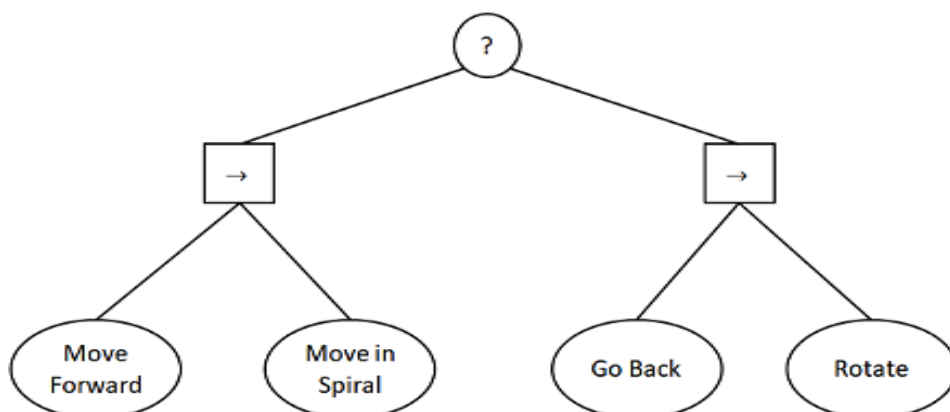 ?
→
→
Move
Forward
Move in
Spiral
Go Back
Rotate